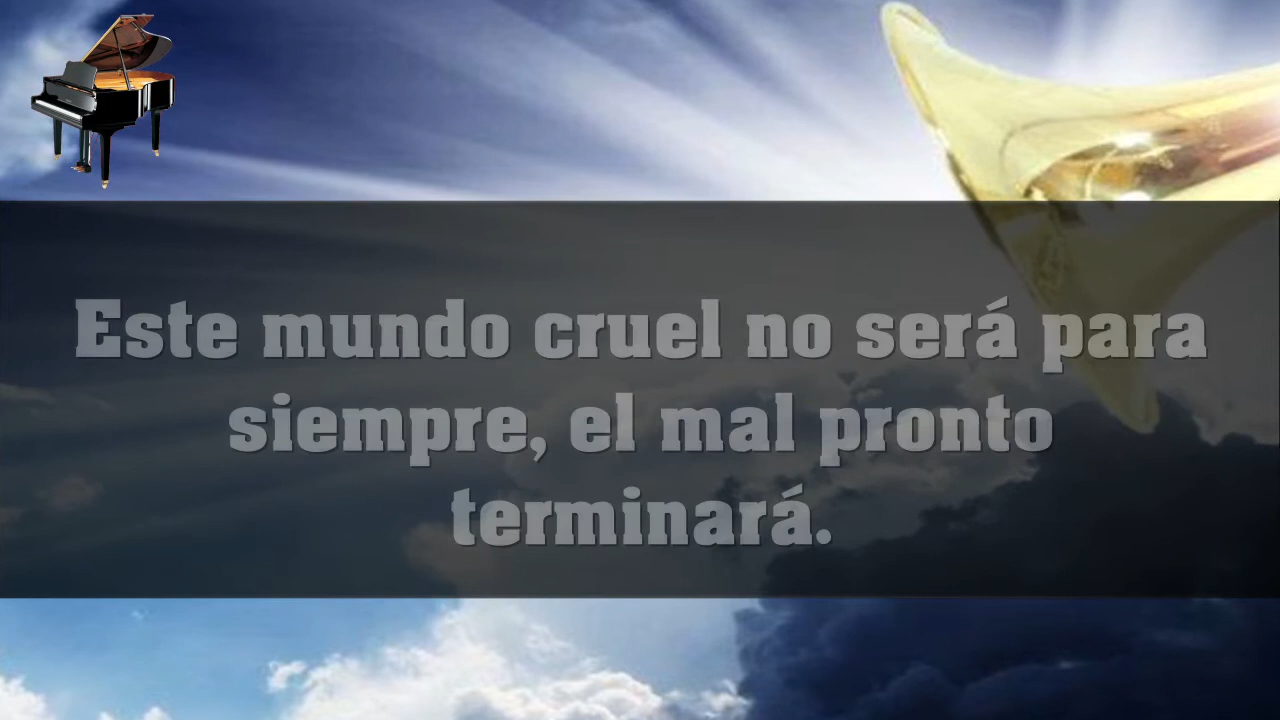 Este mundo cruel no será para
siempre, el mal pronto
terminará.